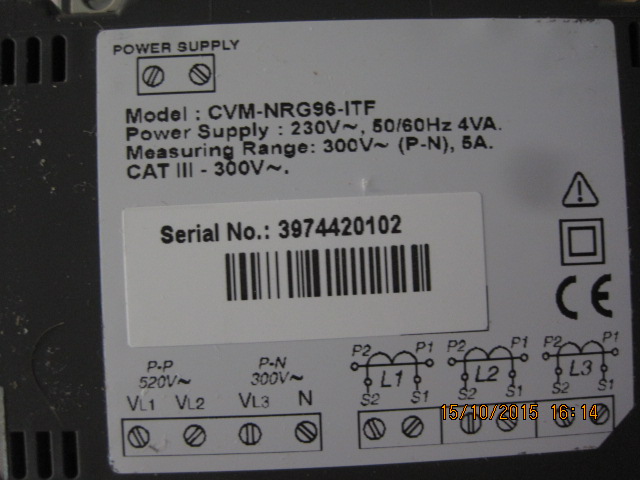 POWER SUPPLY
Model : CVM-NRG96-ITF
Power Supply : 230V~, 50/60Hz 4VA.
Measuring Range: 300V~ (P-N), 5A.
CAT III - 300V~.
Serial No.: 3974420102
CE
P-P
520V~
P-N
300V~
VL1 VL2 VL3 N
P2 P1 P2 P1 P2 P1
L1 L2 L3
S2 S1 S2 S1 S2 S1
15/10/2015 16:14